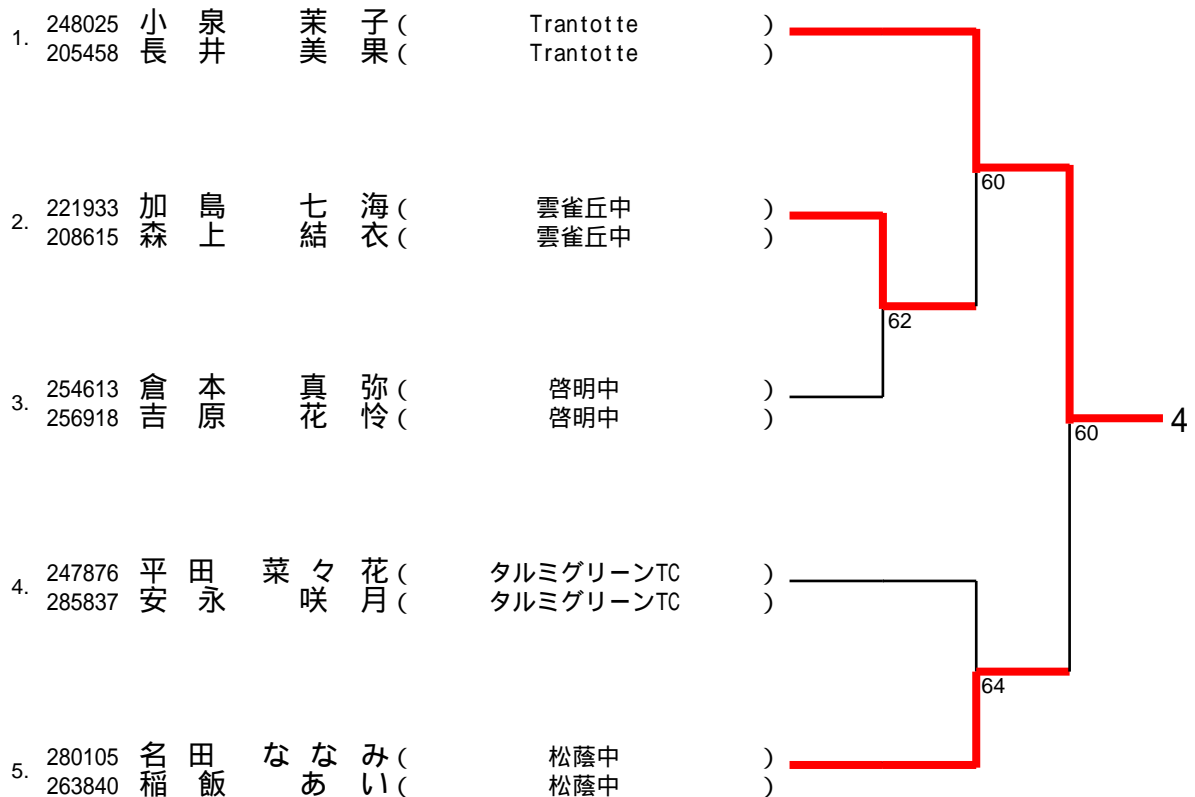 1. 248025 小泉 茉子 ( Trantotte )
205458 長井 美果 ( Trantotte )
2. 221933 加島 七海 ( 雲雀丘中 )
208615 森上 結衣 ( 雲雀丘中 )
3. 254613 倉本 真弥 ( 啓明中 )
256918 吉原 花怜 ( 啓明中 )
4. 247876 平田 菜々花 ( タルミグリーンTC )
285837 安永 咲月 ( タルミグリーンTC )
5. 280105 名田 ななみ ( 松蔭中 )
263840 稲飯 あい ( 松蔭中 )
60
62
60
4
64